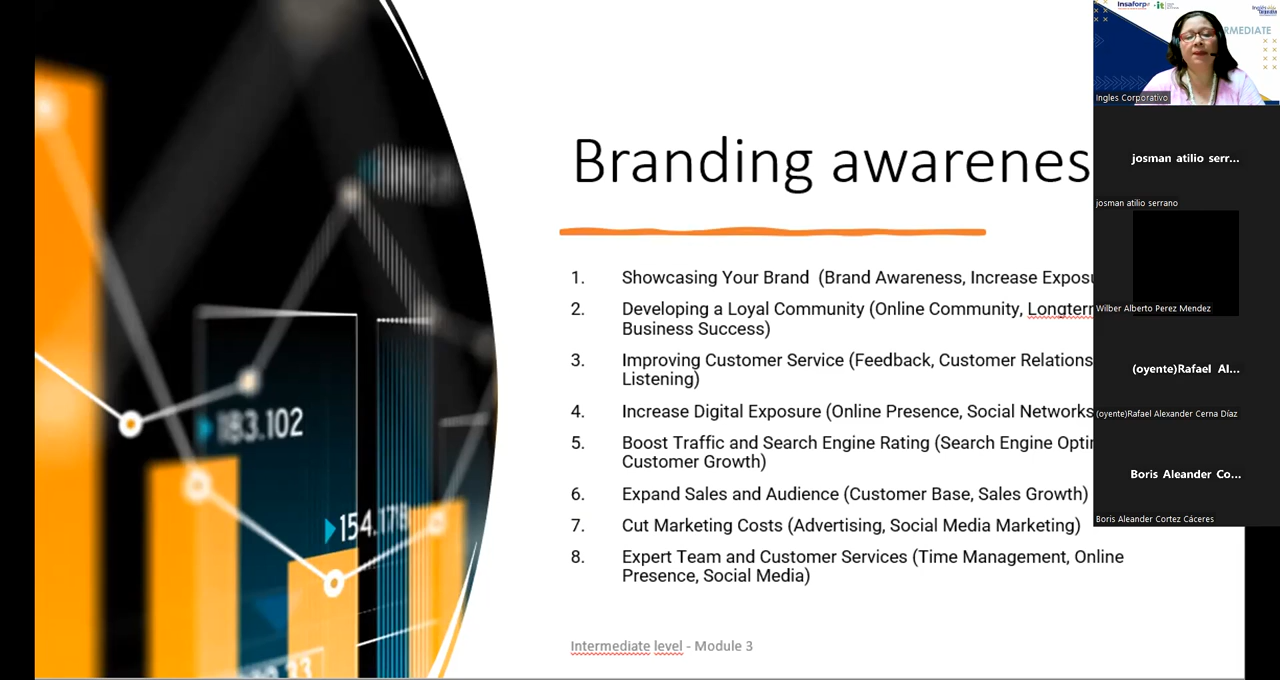 Insaforp
RMEDIATE
Ingles Corporativo
Branding awarenes
josman atilio serr...
josman atilio serrano
Wilber Alberto Perez Mendez
(oyente)Rafael Al...
(oyente)Rafael Alexander Cerna Díaz
Boris Aleander Co...
Boris Aleander Cortez Cáceres
1. Showcasing Your Brand (Brand Awareness, Increase Exposu
2. Developing a Loyal Community (Online Community, Longterm
Business Success)
3. Improving Customer Service (Feedback, Customer Relations
Listening)
4. Increase Digital Exposure (Online Presence, Social Networks
5. Boost Traffic and Search Engine Rating (Search Engine Optir
Customer Growth)
6. Expand Sales and Audience (Customer Base, Sales Growth)
7. Cut Marketing Costs (Advertising, Social Media Marketing)
8. Expert Team and Customer Services (Time Management, Online
Presence, Social Media)
183.102
154.178
Intermediate level - Module 3